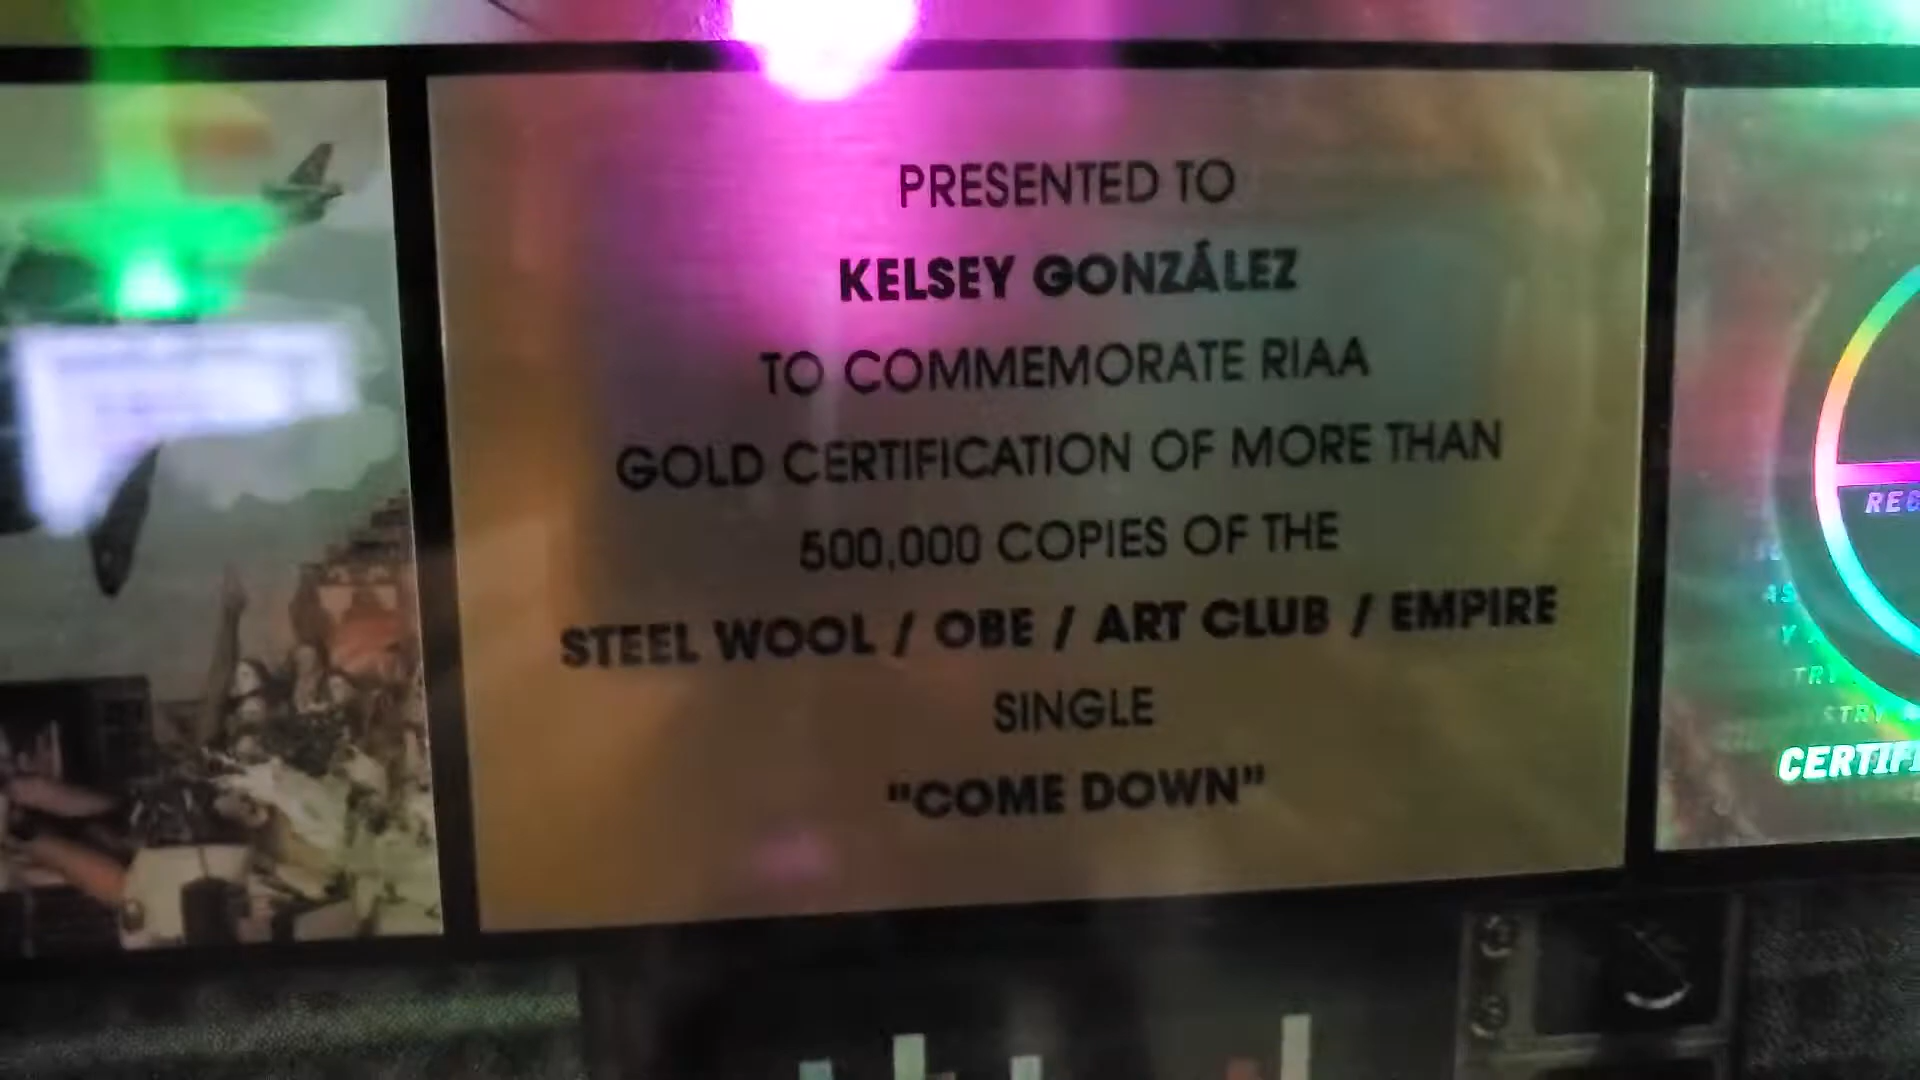 PRESENTED TO
KELSEY GONZÁLEZ
TO COMMEMORATE RIAA
GOLD CERTIFICATION OF MORE THAN
500,000 COPIES OF THE
STEEL WOOL / OBE / ART CLUB / EMPIRE
SINGLE
"COME DOWN"